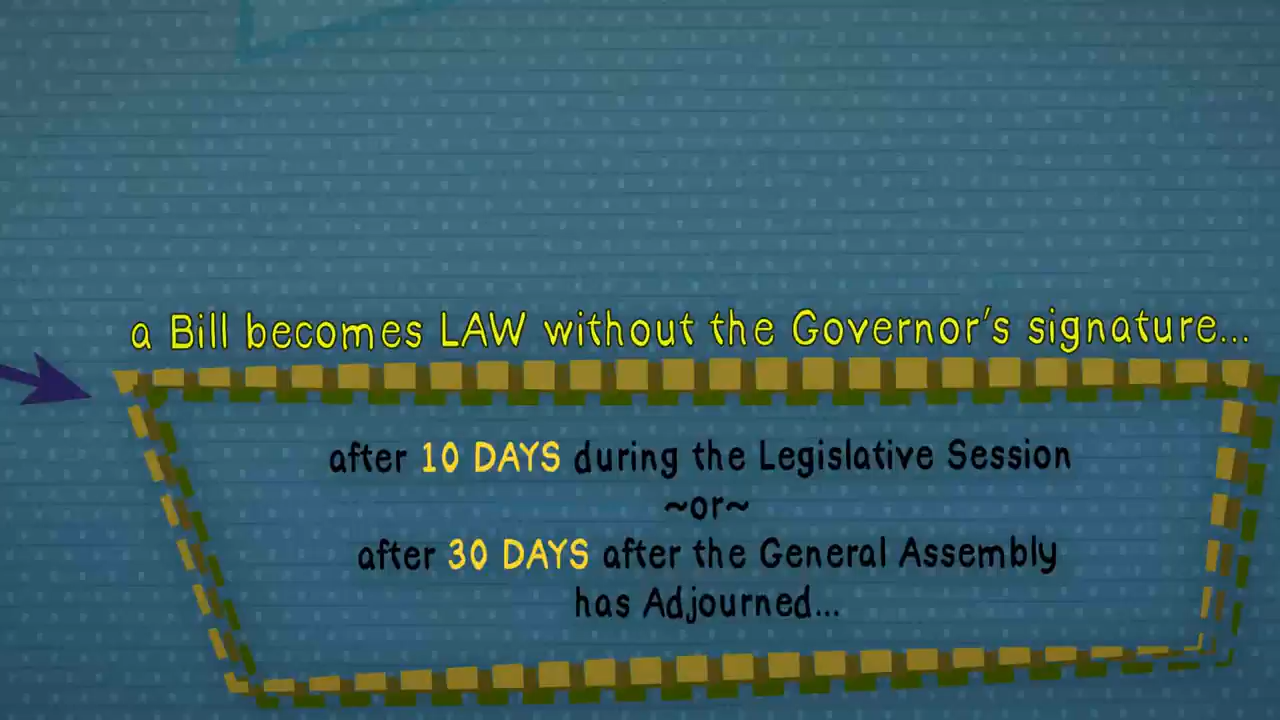 a Bill becomes LAW without the Governor's signature...
after 10 DAYS during the Legislative Session
~or~
after 30 DAYS after the General Assembly
has Adjourned...